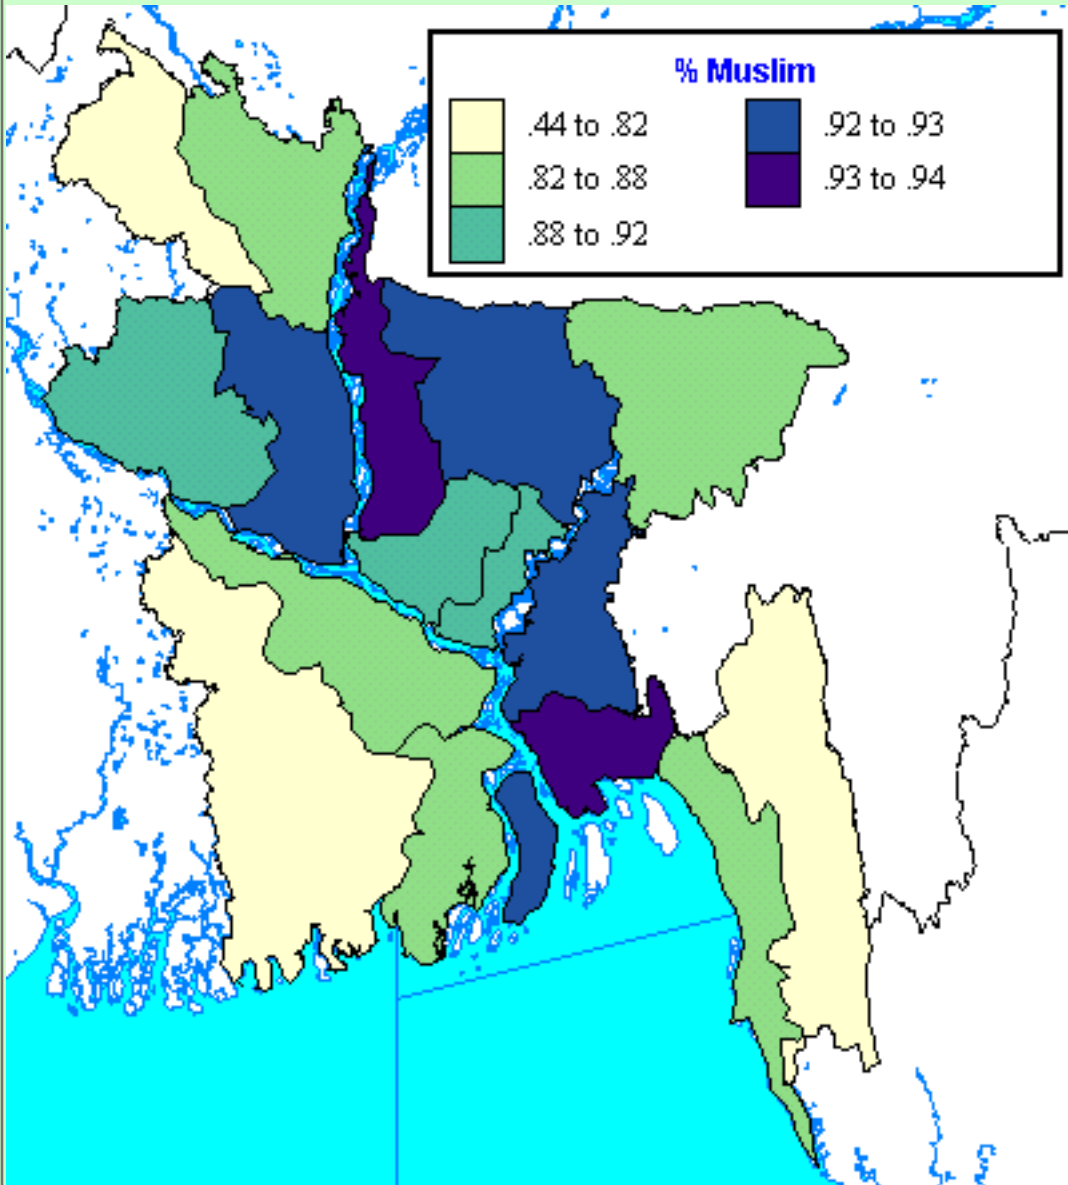 % Muslim
.44 to .82
.82 to .88
.88 to .92
.92 to .93
.93 to .94